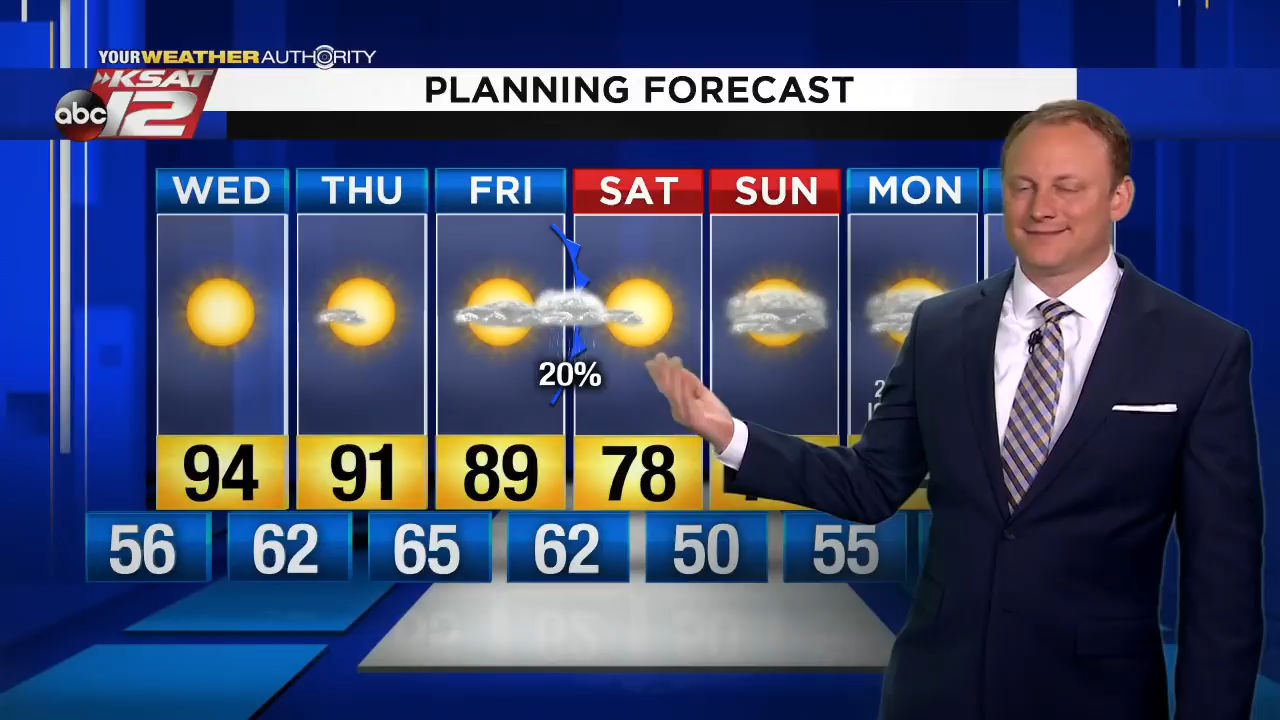 YOURWEATHERAUTHORITY
KSAT
abc 12
PLANNING FORECAST
WED THU FRI SAT SUN MON
20%
94 91 89 78
56 62 65 62 50 55